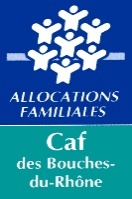 ALLOCATIONS
FAMILIALES
Caf
des Bouches-
du-Rhône